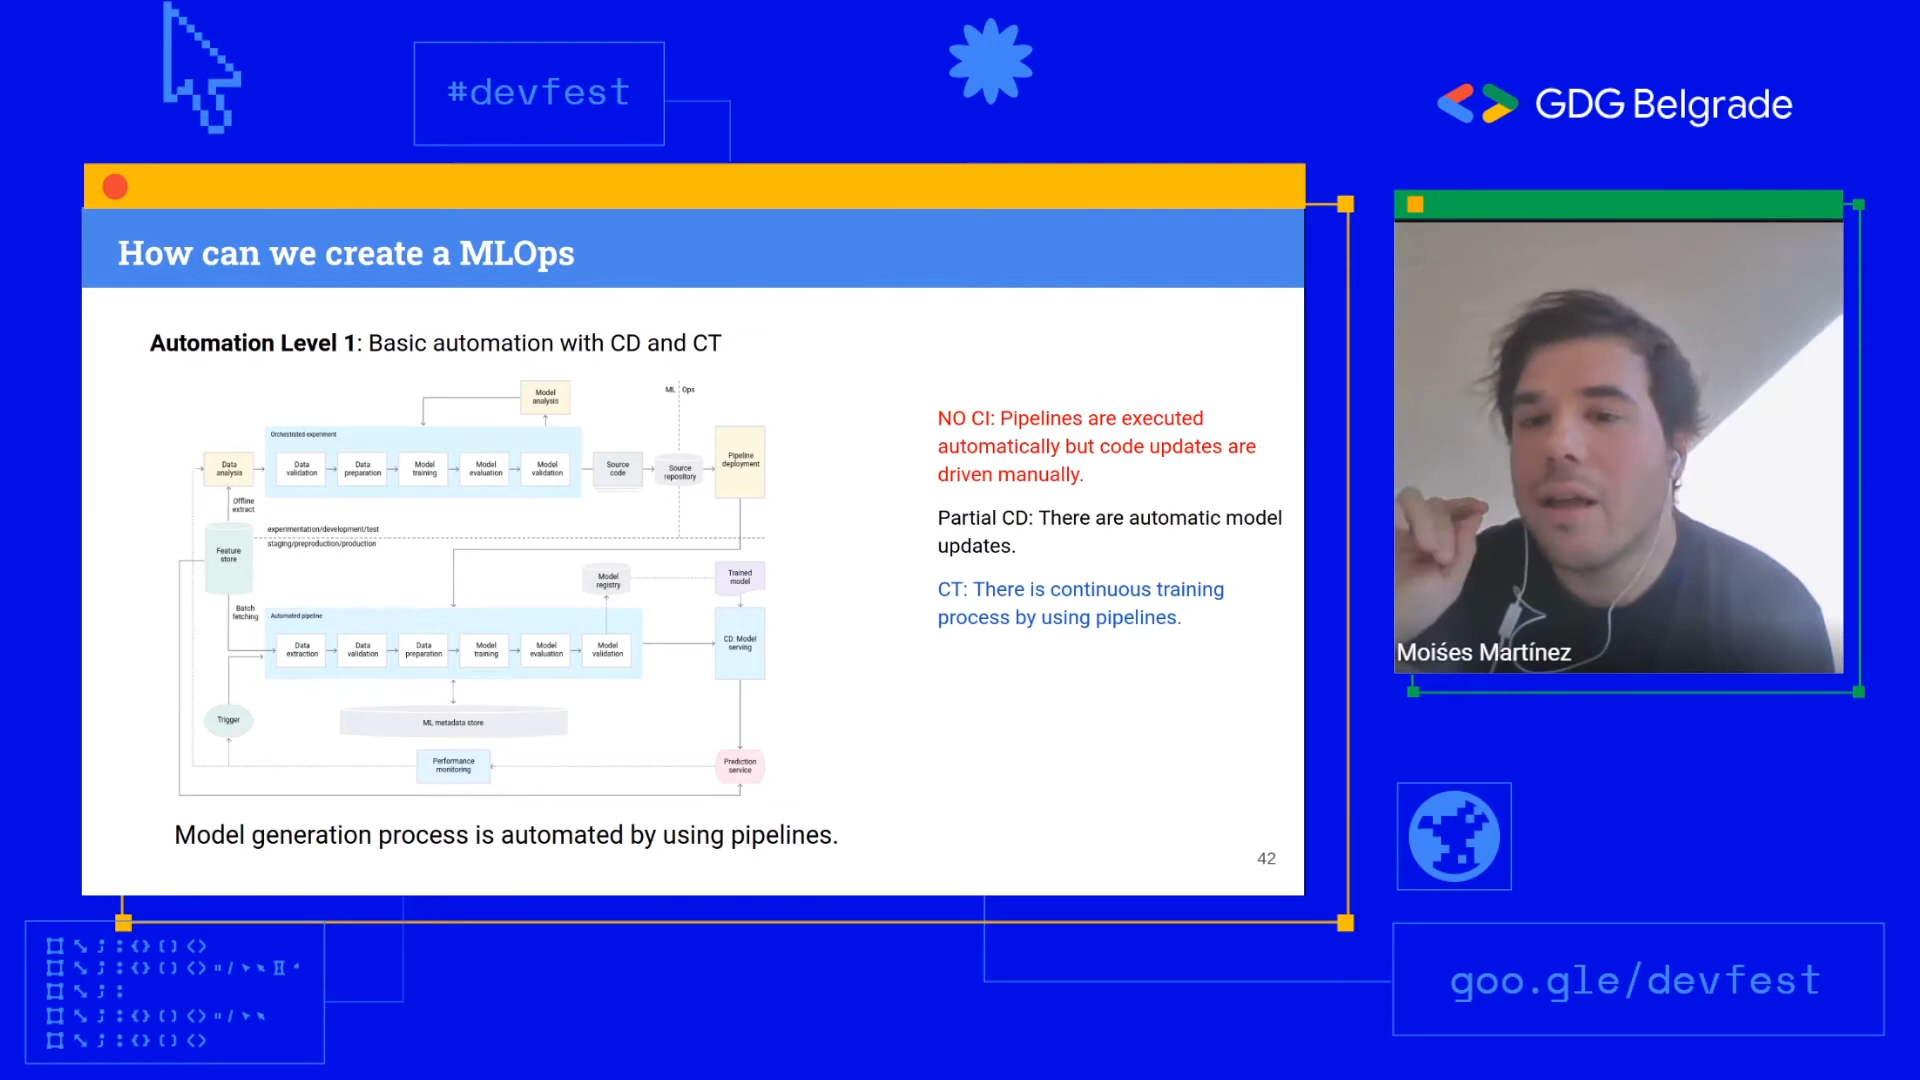 #devfest
GDG Belgrade
How can we create a MLOps
Automation Level 1: Basic automation with CD and CT
Model
analysis
ML
Ops
Orchestrated experiment
Data
analysis
Data
validation
Data
preparation
Model
training
Model
evaluation
Model
validation
Source
code
Source
repository
Pipeline
deployment
Offline
extract
experimentation/development/test
staging/preproduction/production
Feature
store
Model
registry
Trained
model
Batch
fetching
Automated pipeline
Data
extraction
Data
validation
Data
preparation
Model
training
Model
evaluation
Model
validation
CD: Model
serving
Trigger
ML metadata store
Performance
monitoring
Prediction
service
NO CI: Pipelines are executed
automatically but code updates are
driven manually.
Partial CD: There are automatic model
updates.
CT: There is continuous training
process by using pipelines.
Model generation process is automated by using pipelines.
42
Moiśes Martínez
goo.gle/devfest